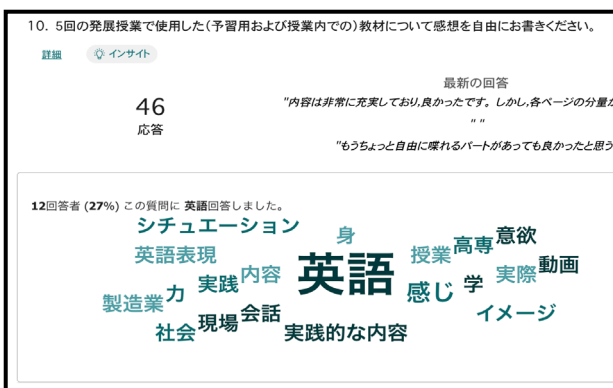 10. 5回の発展授業で使用した(予習用および授業内での)教材について感想を自由にお書きください。
詳細
インサイト
46
応答
最新の回答
"内容は非常に充実しており,良かったです。しかし,各ページの分量が
" "
"もうちょっと自由に喋れるパートがあっても良かったと思う
12回答者 (27%) この質問に 英語回答しました。
シチュエーション
身
英語表現
英語
授業
高専
意欲
製造業
力
実践
内容
感じ
学
実際
動画
社会
現場
会話
実践的な内容
イメージ